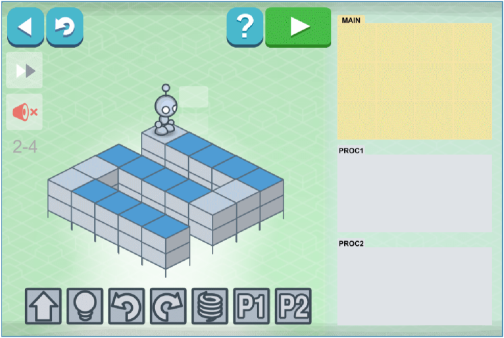 ?
MAIN
PROC1
2-4
PROC2
P1 P2